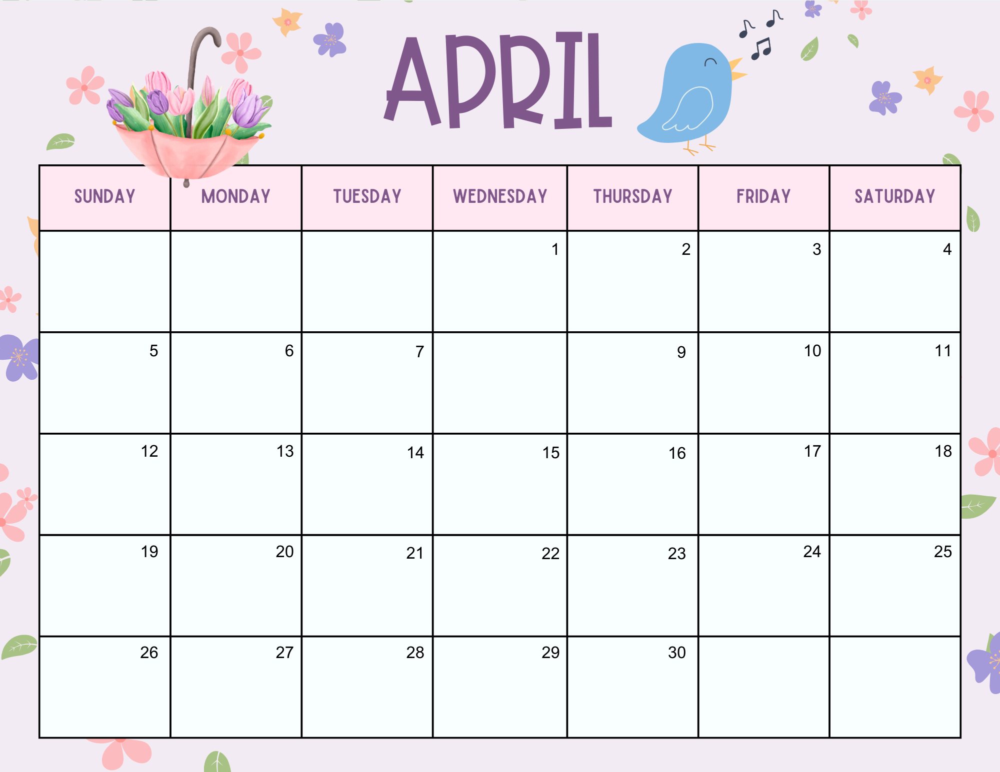 APRIL
SUNDAY MONDAY TUESDAY WEDNESDAY THURSDAY FRIDAY SATURDAY
1 2 3 4
5 6 7 9 10 11
12 13 14 15 16 17 18
19 20 21 22 23 24 25
26 27 28 29 30